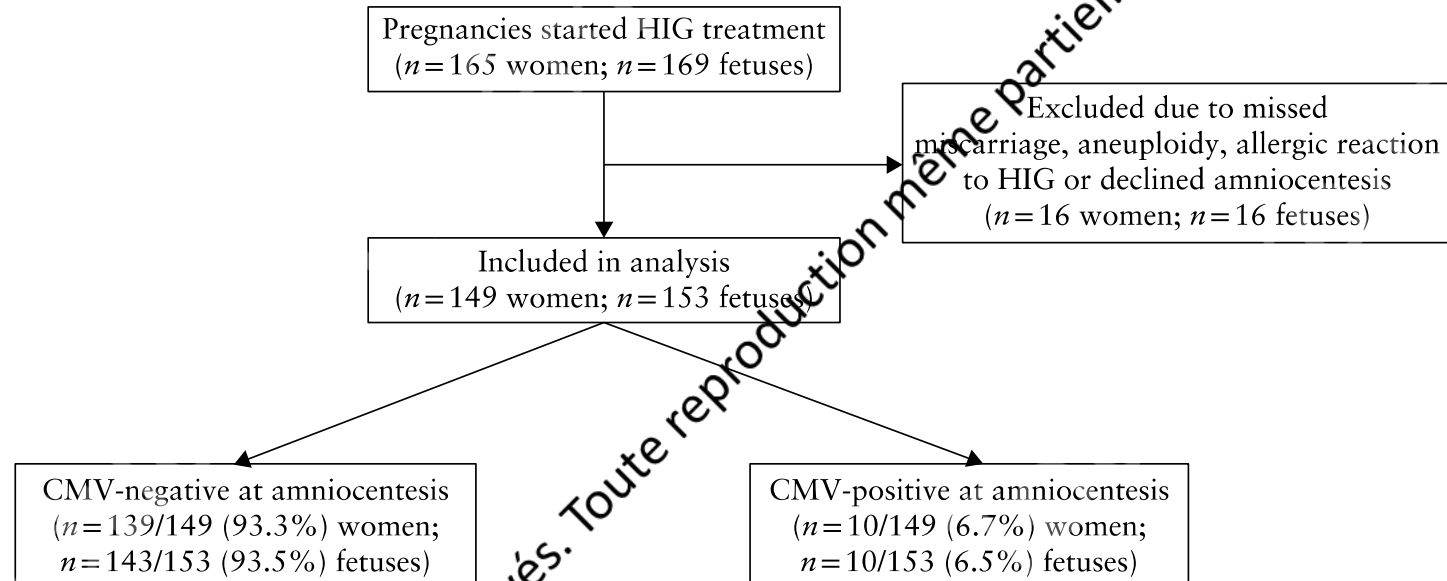 Pregnancies started HIG treatment
(n=165 women; n=169 fetuses)
Excluded due to missed
miscarriage, aneuploidy, allergic reaction
to HIG or declined amniocentesis
(n=16 women; n=16 fetuses)
Included in analysis
(n=149 women; n=153 fetuses)
CMV-negative at amniocentesis
(n=139/149 (93.3%) women;
n=143/153 (93.5%) fetuses)
CMV-positive at amniocentesis
(n=10/149 (6.7%) women;
n=10/153 (6.5%) fetuses)
Toute reproduction même